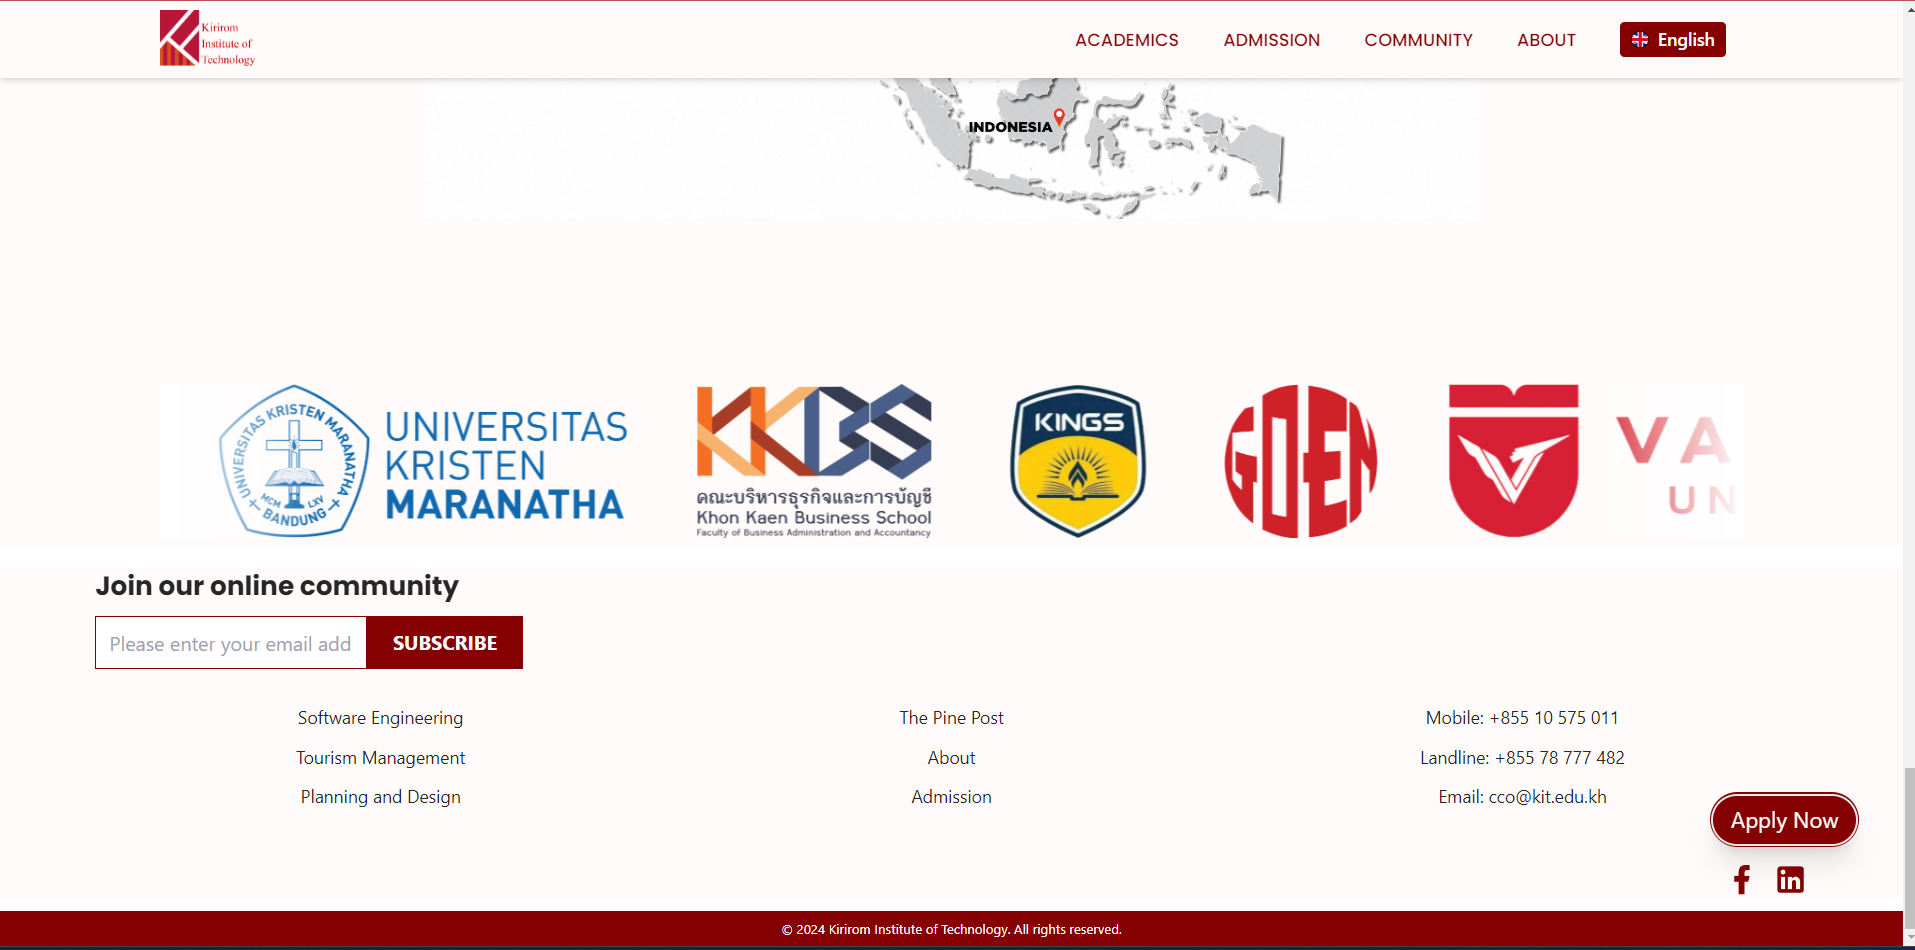 Kirirom
Institute of
Technology
ACADEMICS
ADMISSION
COMMUNITY
ABOUT
English
INDONESIA
UNIVERSITAS KRISTEN MARANATHA
MCM LXV
BANDUNG
UNIVERSITAS
KRISTEN
MARANATHA
KKBS
คณะบริหารธุรกิจและการบัญชี
Khon Kaen Business School
Faculty of Business Administration and Accountancy
KINGS
GOEN
VA
UN
Join our online community
Please enter your email add
SUBSCRIBE
Software Engineering
Tourism Management
Planning and Design
The Pine Post
About
Admission
Mobile: +855 10 575 011
Landline: +855 78 777 482
Email: cco@kit.edu.kh
Apply Now
© 2024 Kirirom Institute of Technology. All rights reserved.